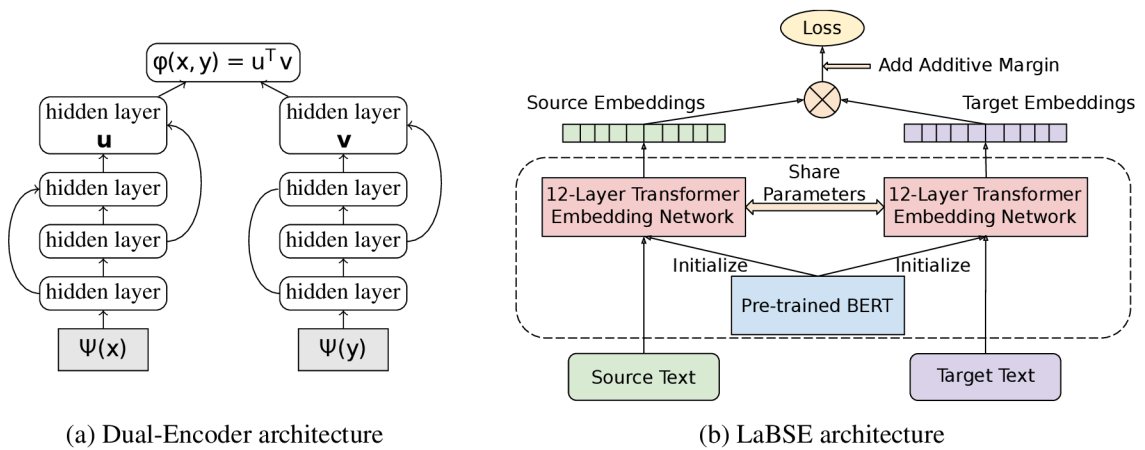 φ(x, y) = uᵀ v
hidden layer
u
hidden layer
hidden layer
hidden layer
Ψ(x)
hidden layer
v
hidden layer
hidden layer
hidden layer
Ψ(y)
(a) Dual-Encoder architecture
Loss
Add Additive Margin
Source Embeddings
Target Embeddings
12-Layer Transformer
Embedding Network
Share
Parameters
12-Layer Transformer
Embedding Network
Initialize
Initialize
Pre-trained BERT
Source Text
Target Text
(b) LaBSE architecture